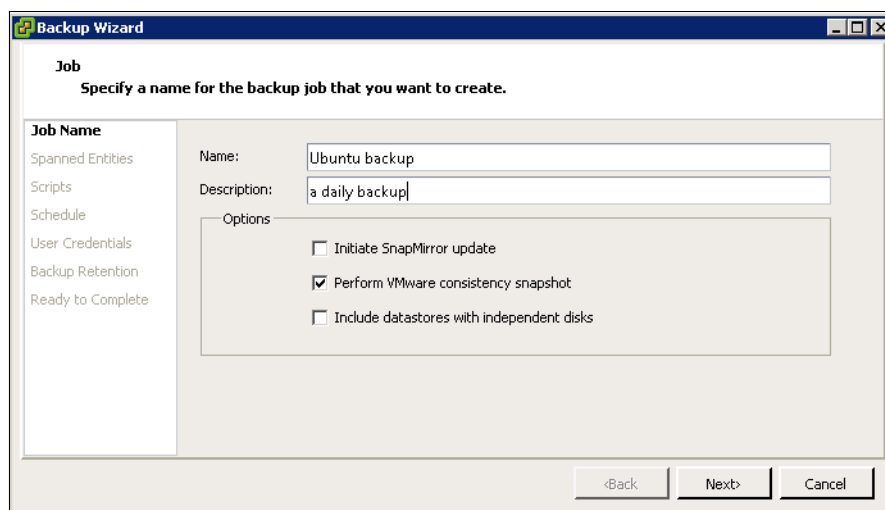 Backup Wizard
Job
Specify a name for the backup job that you want to create.
Job Name
Spanned Entities
Scripts
Schedule
User Credentials
Backup Retention
Ready to Complete
Name:
Ubuntu backup
Description:
a daily backup
Options
Initiate SnapMirror update
Perform VMware consistency snapshot
Include datastores with independent disks
<Back
Next>
Cancel